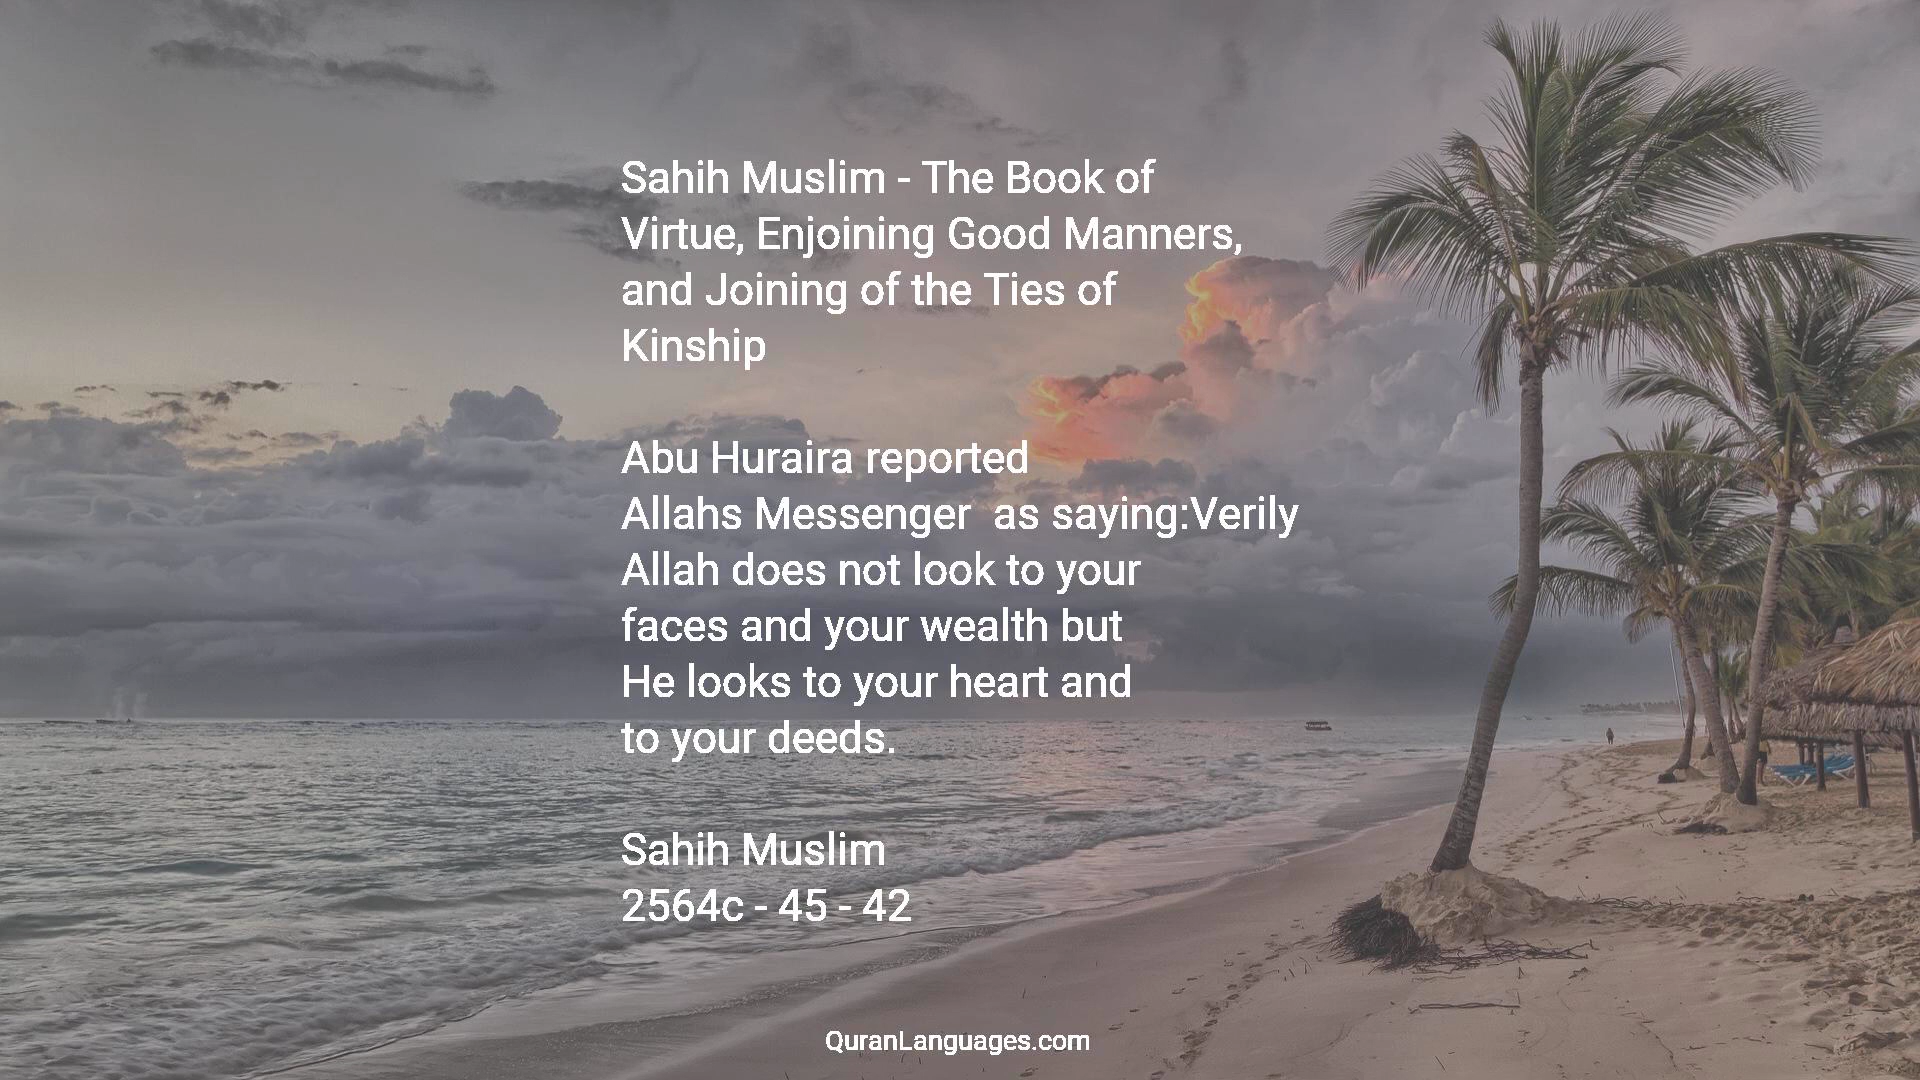 Sahih Muslim - The Book of
Virtue, Enjoining Good Manners,
and Joining of the Ties of
Kinship
Abu Huraira reported
Allahs Messenger  as saying:Verily
Allah does not look to your
faces and your wealth but
He looks to your heart and
to your deeds.
Sahih Muslim
2564c - 45 - 42
QuranLanguages.com